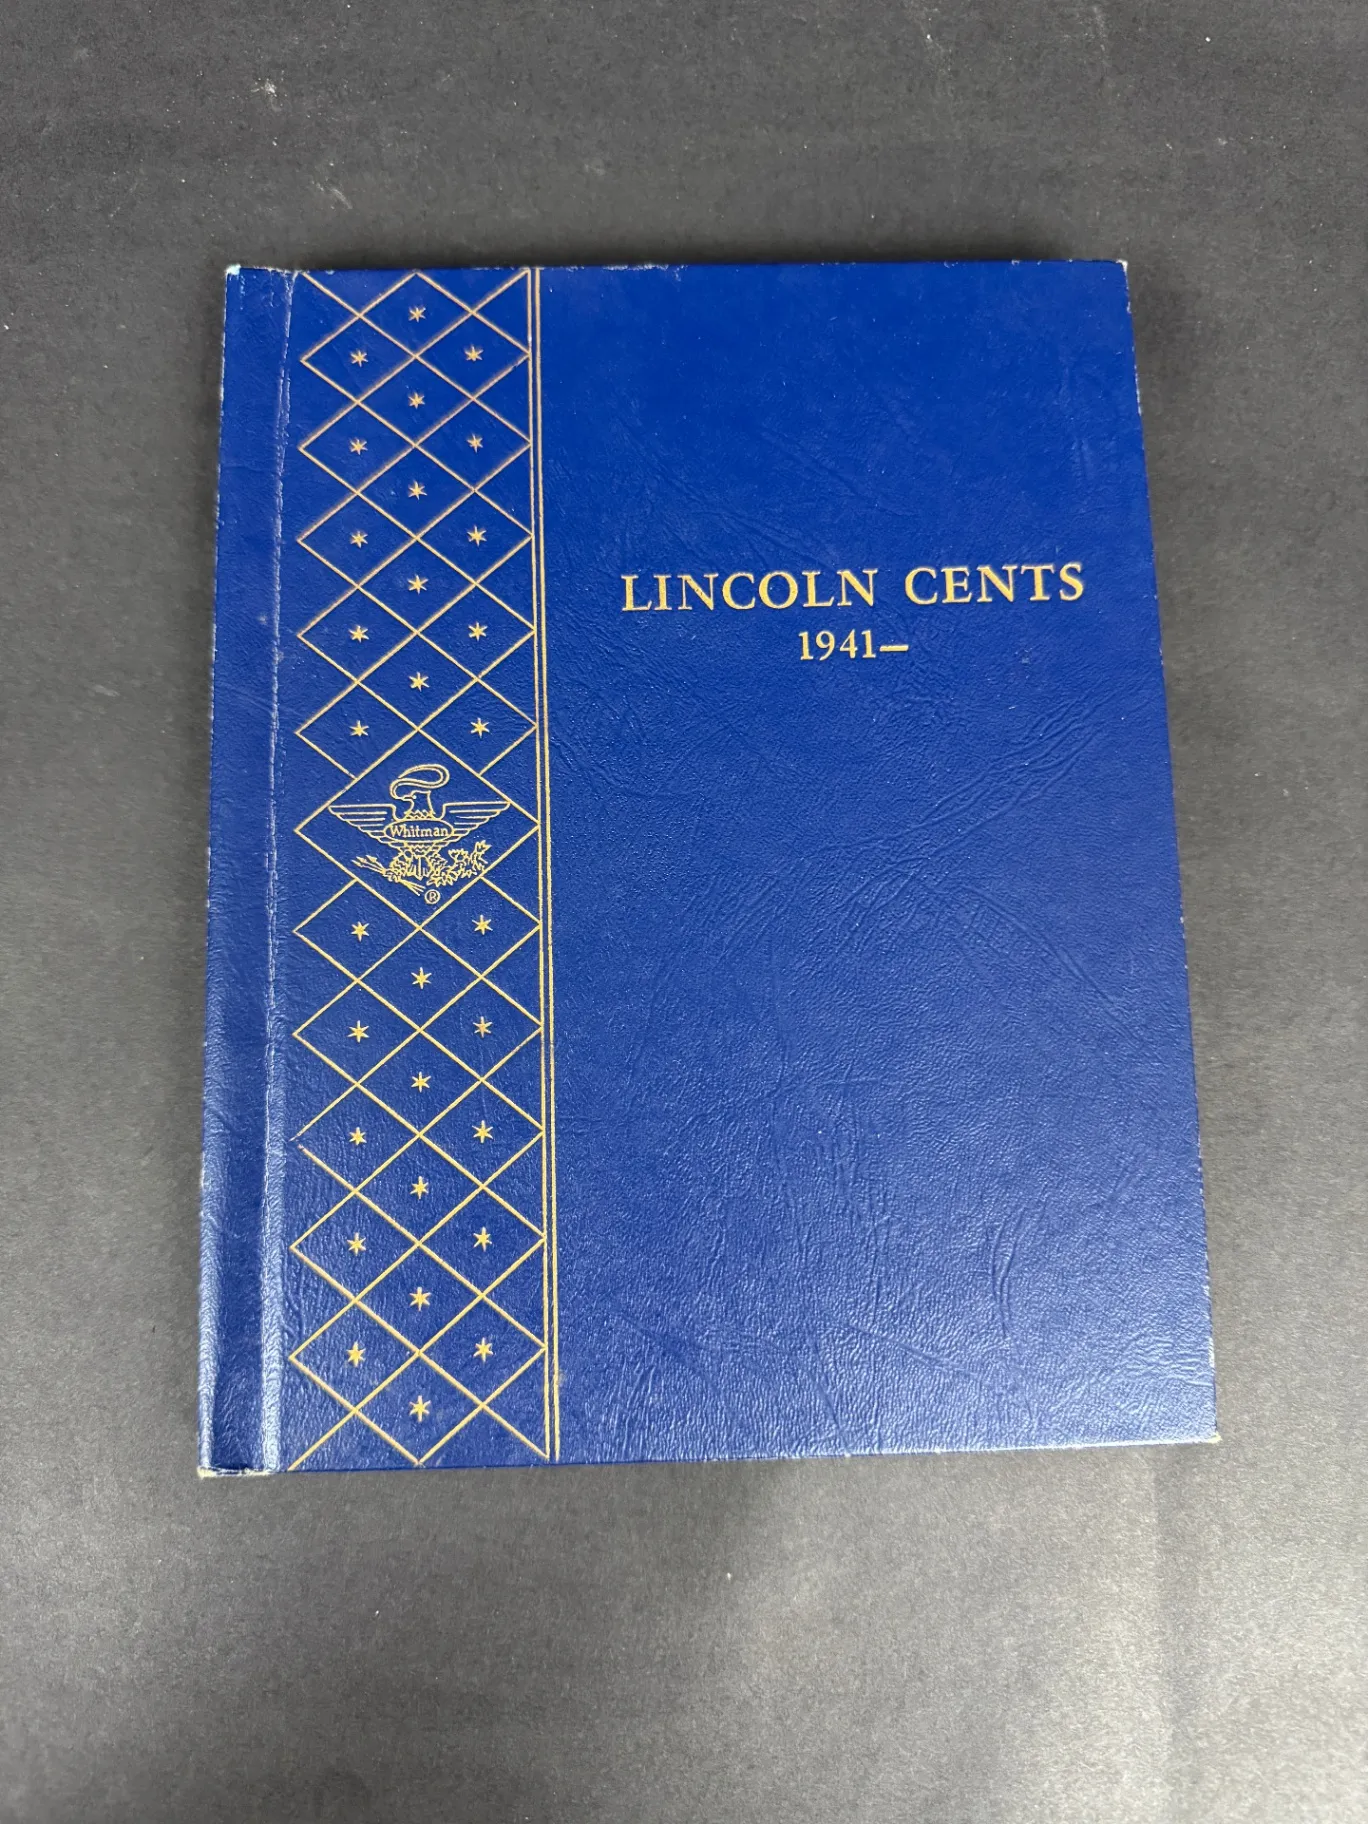 LINCOLN CENTS
1941—
Whitman
®